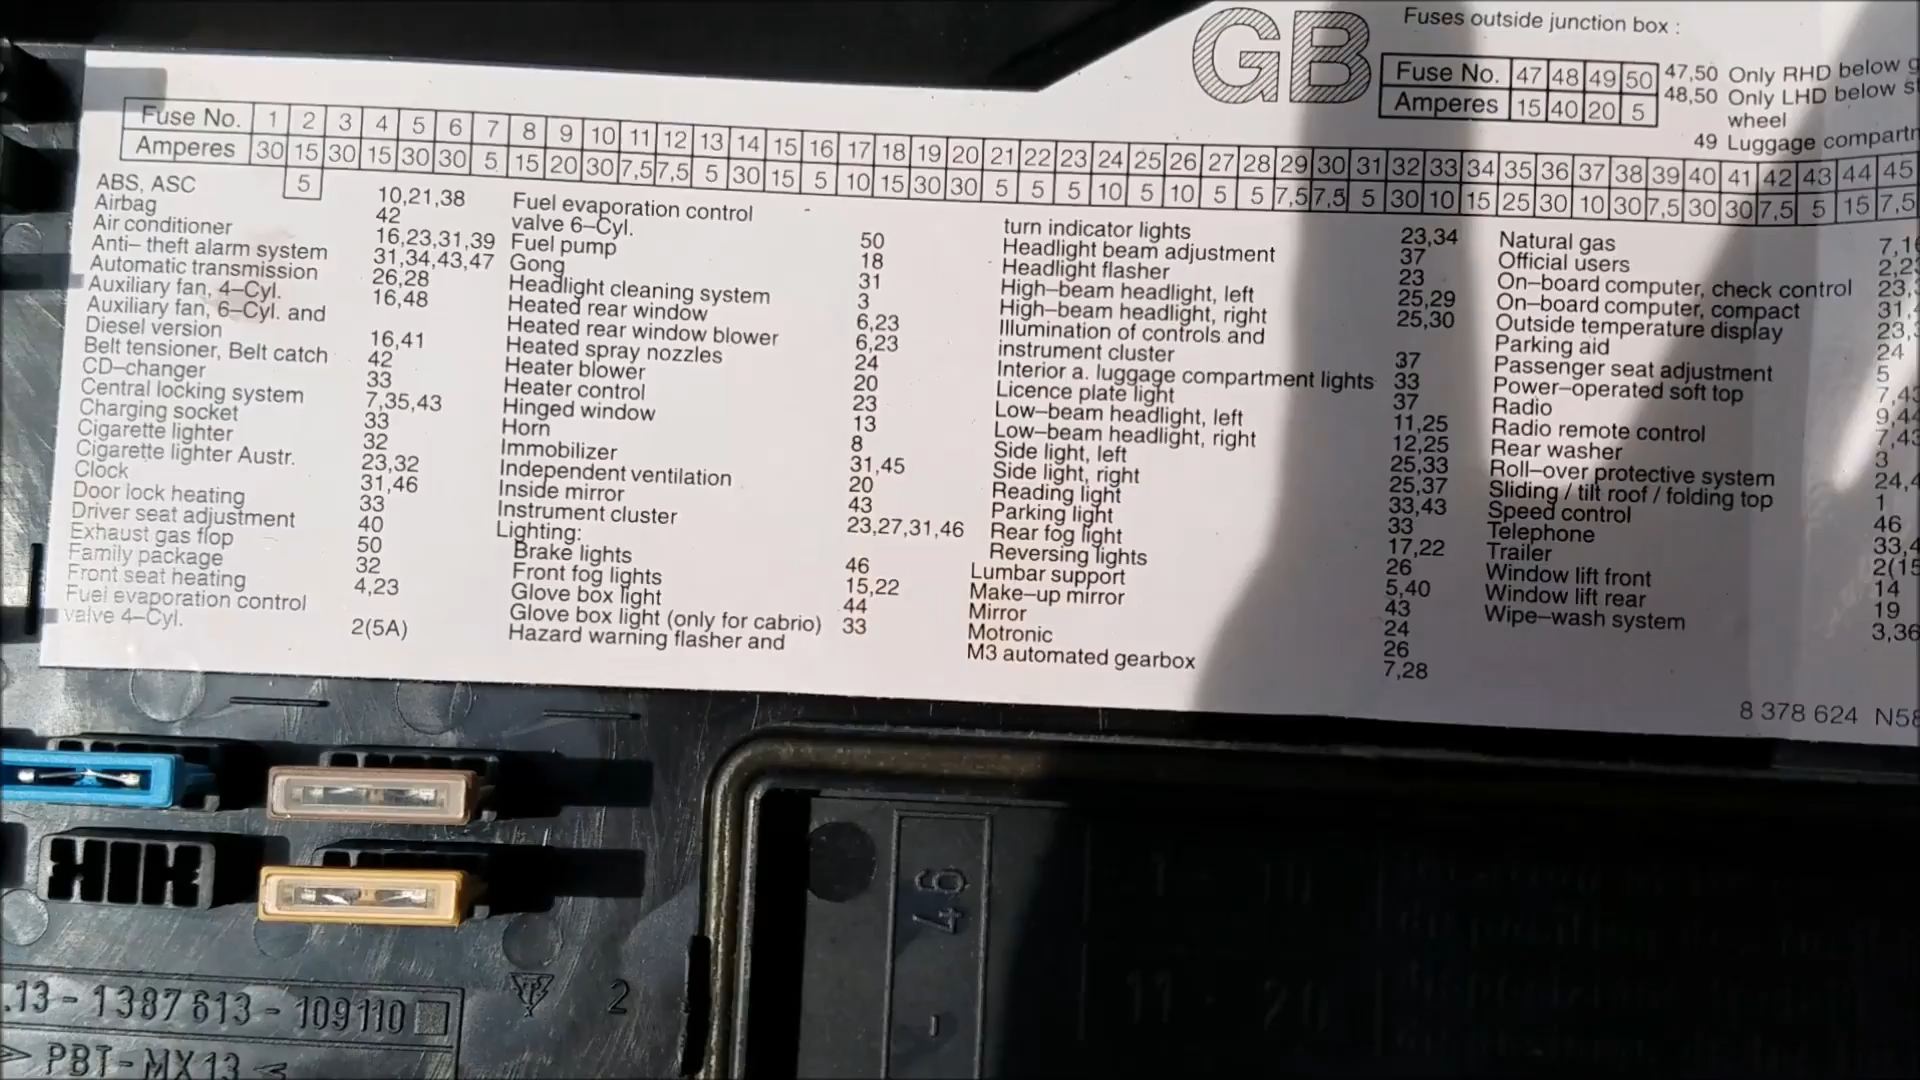 GB
Fuses outside junction box :
Fuse No. 47 48 49 50
Amperes 15 40 20 5
47,50 Only RHD below
48,50 Only LHD below
wheel
49 Luggage
Fuse No. 1 2 3 4 5 6 7 8 9 10 11 12 13 14 15 16 17 18 19 20 21 22 23 24 25 26 27 28 29 30 31 32 33 34 35 36 37 38 39 40 41 42 43 44 45
Amperes 30 15 30 15 30 30 5 15 20 30 7,5 7,5 5 30 15 5 10 15 30 30 5 5 5 10 5 10 5 5 7,5 7,5 5 30 10 15 25 30 10 30 7,5 30 30 7,5 5 15 7,5
5
ABS, ASC 10,21,38
Airbag 42
Air conditioner 16,23,31,39
Anti–theft alarm system 31,34,43,47
Automatic transmission 26,28
Auxiliary fan, 4–Cyl. 16,48
Auxiliary fan, 6–Cyl. and
Diesel version 16,41
Belt tensioner, Belt catch 42
CD–changer 33
Central locking system 7,35,43
Charging socket 33
Cigarette lighter 32
Cigarette lighter Austr. 23,32
Clock 31,46
Door lock heating 33
Driver seat adjustment 40
Exhaust gas flop 50
Family package 32
Front seat heating 4,23
Fuel evaporation control
valve 4–Cyl. 2(5A)
Fuel evaporation control
valve 6–Cyl. 50
Fuel pump 18
Gong 31
Headlight cleaning system 3
Heated rear window 6,23
Heated rear window blower 6,23
Heated spray nozzles 24
Heater blower 20
Heater control 23
Hinged window 13
Horn 8
Immobilizer 31,45
Independent ventilation 20
Inside mirror 43
Instrument cluster 23,27,31,46
Lighting:
Brake lights 46
Front fog lights 15,22
Glove box light 44
Glove box light (only for cabrio) 33
Hazard warning flasher and
turn indicator lights 23,34
Headlight beam adjustment 37
Headlight flasher 23
High–beam headlight, left 25,29
High–beam headlight, right 25,30
Illumination of controls and
instrument cluster 37
Interior a. luggage compartment lights 33
Licence plate light 37
Low–beam headlight, left 11,25
Low–beam headlight, right 12,25
Side light, left 25,33
Side light, right 25,37
Reading light 33,43
Parking light 33
Rear fog light 17,22
Reversing lights 26
Lumbar support 5,40
Make–up mirror 43
Mirror 24
Motronic 26
M3 automated gearbox 7,28
Natural gas
Official users
On–board computer, check control
On–board computer, compact
Outside temperature display
Parking aid 24
Passenger seat adjustment 5
Power–operated soft top
Radio
Radio remote control
Rear washer 3
Roll–over protective system
Sliding / tilt roof / folding top 1
Speed control 46
Telephone
Trailer
Window lift front 14
Window lift rear 19
Wipe–wash system 3,36
8 378 624
.13 - 1387 613 - 109110
2
> PBT-MX13 <
- 46